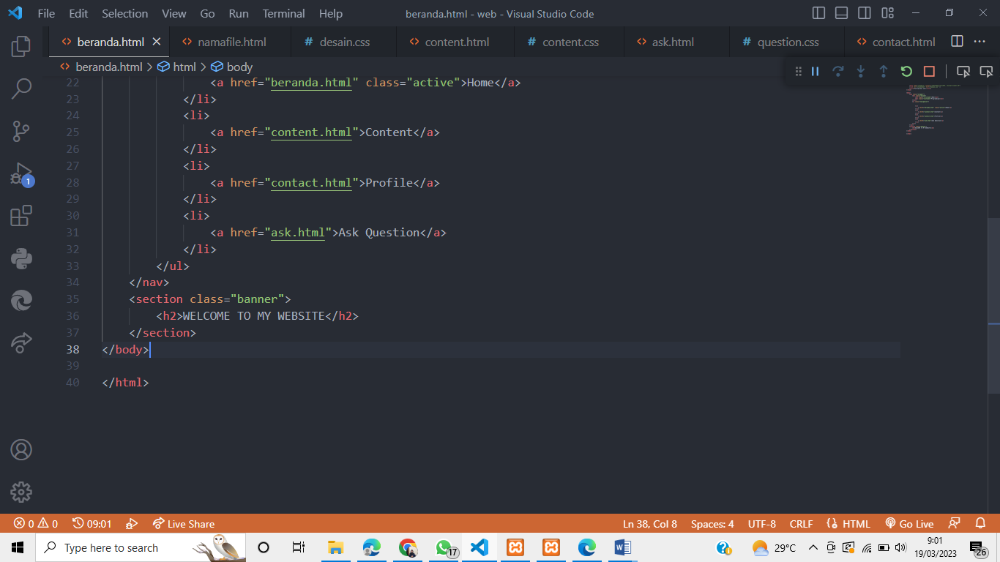 File Edit Selection View Go Run Terminal Help beranda.html - web - Visual Studio Code
beranda.html namafile.html desain.css content.html content.css ask.html question.css contact.html
beranda.html > html > body
22 <a href="beranda.html" class="active">Home</a>
23 </li>
24 <li>
25 <a href="content.html">Content</a>
26 </li>
27 <li>
28 <a href="contact.html">Profile</a>
29 </li>
30 <li>
31 <a href="ask.html">Ask Question</a>
32 </li>
33 </ul>
34 </nav>
35 <section class="banner">
36 <h2>WELCOME TO MY WEBSITE</h2>
37 </section>
38 </body>
39
40 </html>
1
0 0 09:01 Live Share Ln 38, Col 8 Spaces: 4 UTF-8 CRLF HTML Go Live
Type here to search 17 29°C 9:01
19/03/2023 26